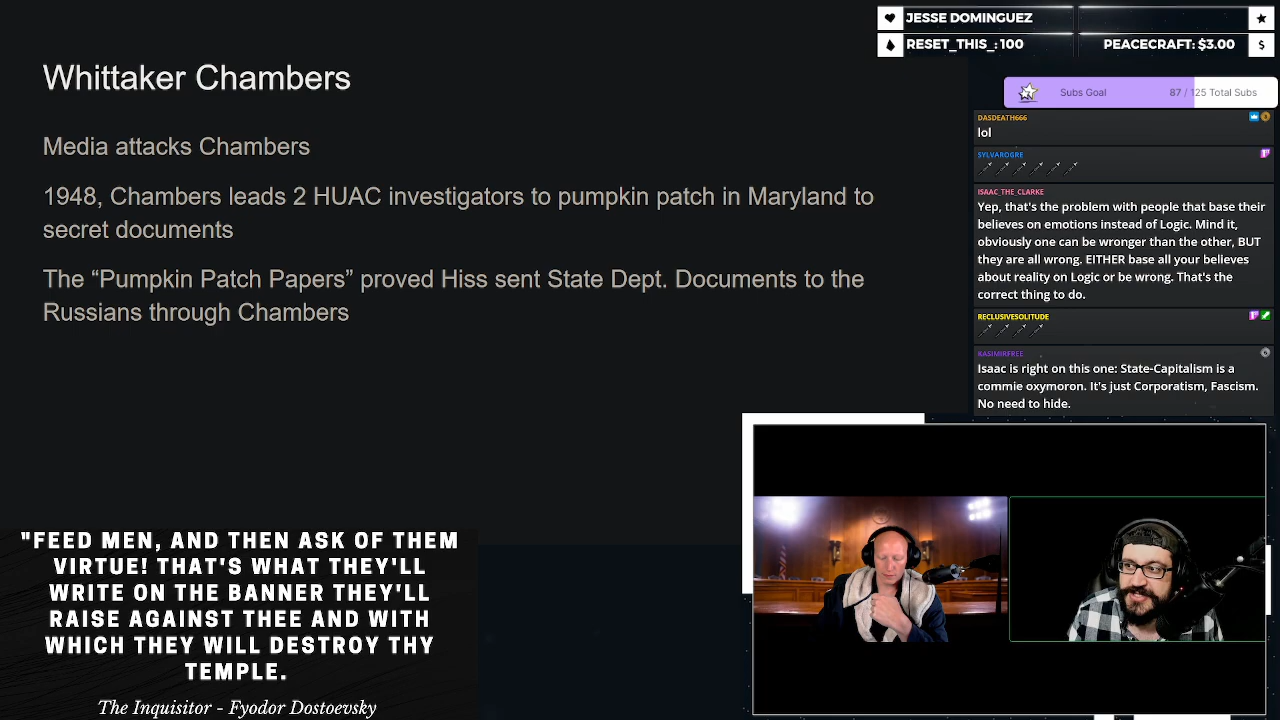 Whittaker Chambers
Media attacks Chambers
1948, Chambers leads 2 HUAC investigators to pumpkin patch in Maryland to
secret documents
The “Pumpkin Patch Papers” proved Hiss sent State Dept. Documents to the
Russians through Chambers
JESSE DOMINGUEZ
RESET_THIS_: 100
PEACECRAFT: $3.00
$
Subs Goal
87 / 125 Total Subs
DASDEATH666
lol
SYLVAROGRE
ISAAC_THE_CLARKE
Yep, that's the problem with people that base their
believes on emotions instead of Logic. Mind it,
obviously one can be wronger than the other, BUT
they are all wrong. EITHER base all your believes
about reality on Logic or be wrong. That's the
correct thing to do.
RECLUSIVESOLITUDE
KASIMIRFREE
Isaac is right on this one: State-Capitalism is a
commie oxymoron. It's just Corporatism, Fascism.
No need to hide.
"FEED MEN, AND THEN ASK OF THEM
VIRTUE! THAT'S WHAT THEY'LL
WRITE ON THE BANNER THEY'LL
RAISE AGAINST THEE AND WITH
WHICH THEY WILL DESTROY THY
TEMPLE.
The Inquisitor - Fyodor Dostoevsky